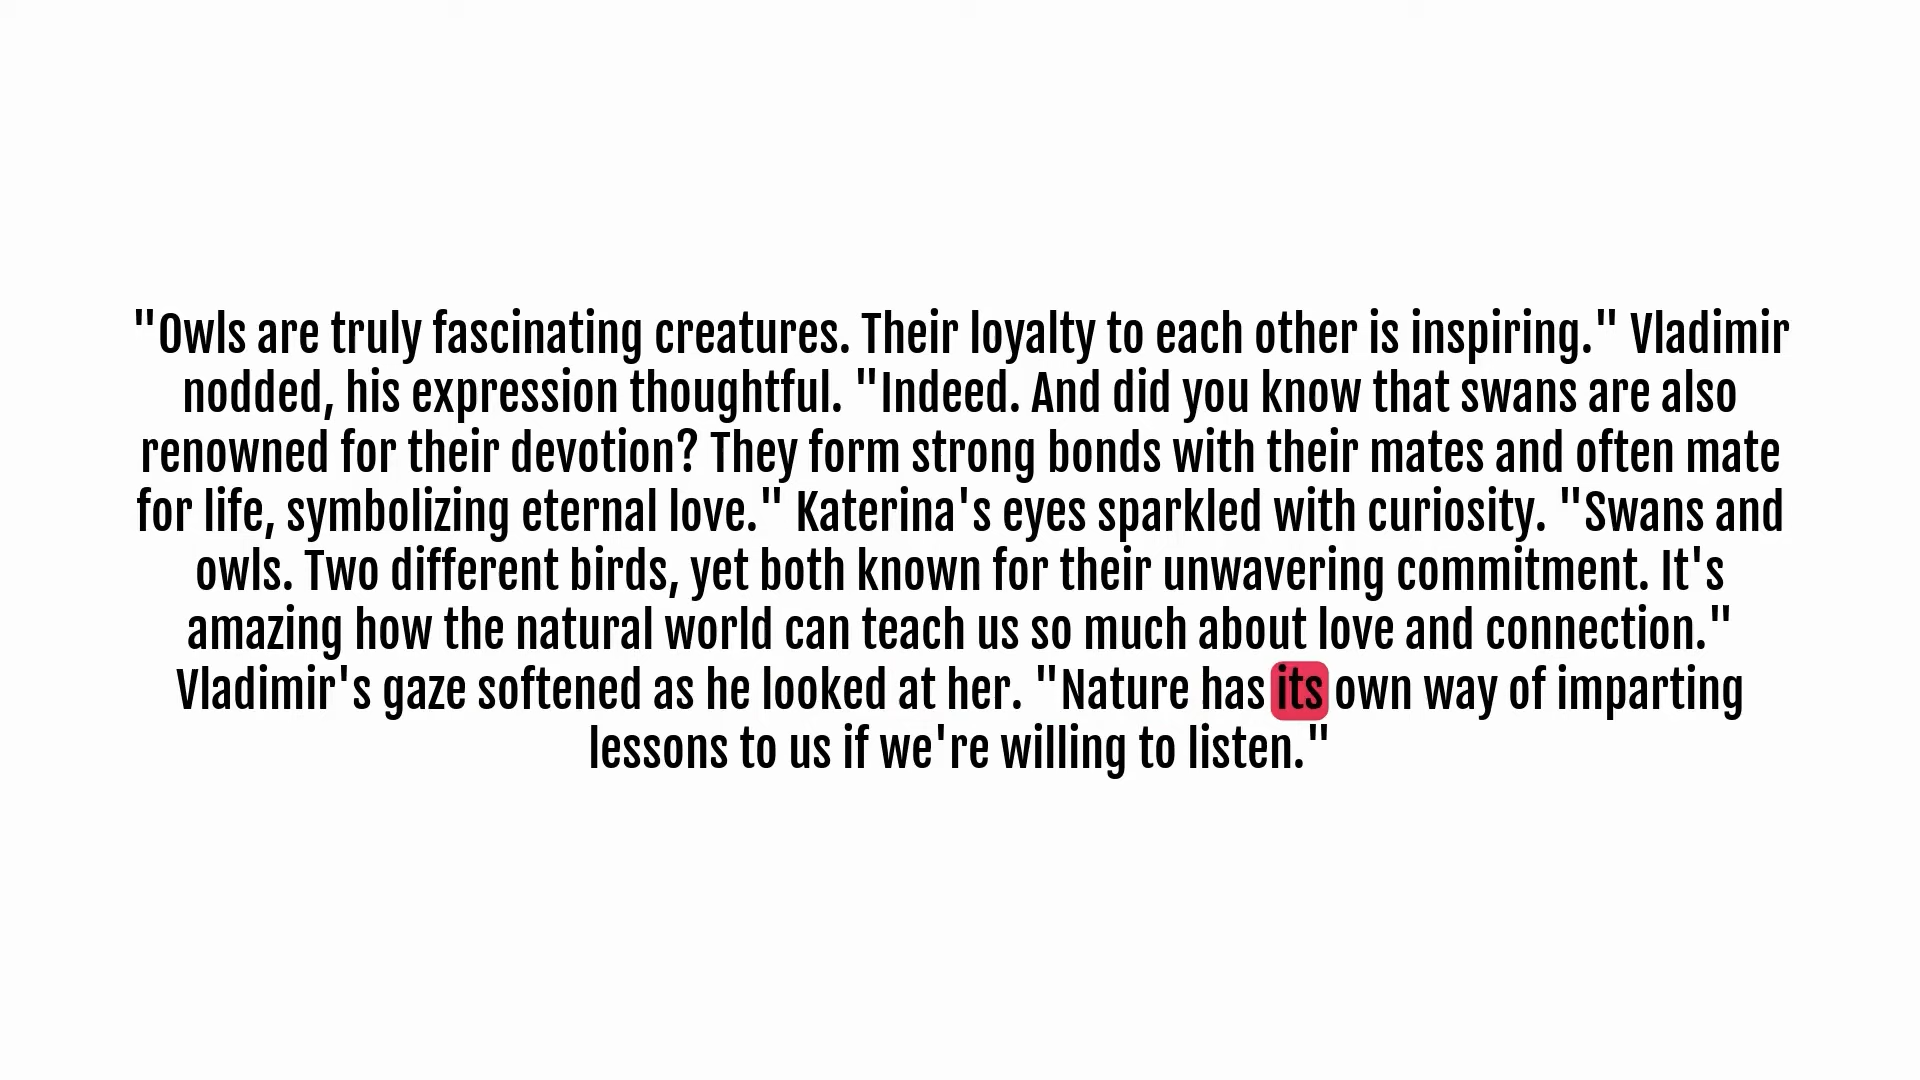 "Owls are truly fascinating creatures. Their loyalty to each other is inspiring." Vladimir
nodded, his expression thoughtful. "Indeed. And did you know that swans are also
renowned for their devotion? They form strong bonds with their mates and often mate
for life, symbolizing eternal love." Katerina's eyes sparkled with curiosity. "Swans and
owls. Two different birds, yet both known for their unwavering commitment. It's
amazing how the natural world can teach us so much about love and connection."
Vladimir's gaze softened as he looked at her. "Nature has its own way of imparting
lessons to us if we're willing to listen."